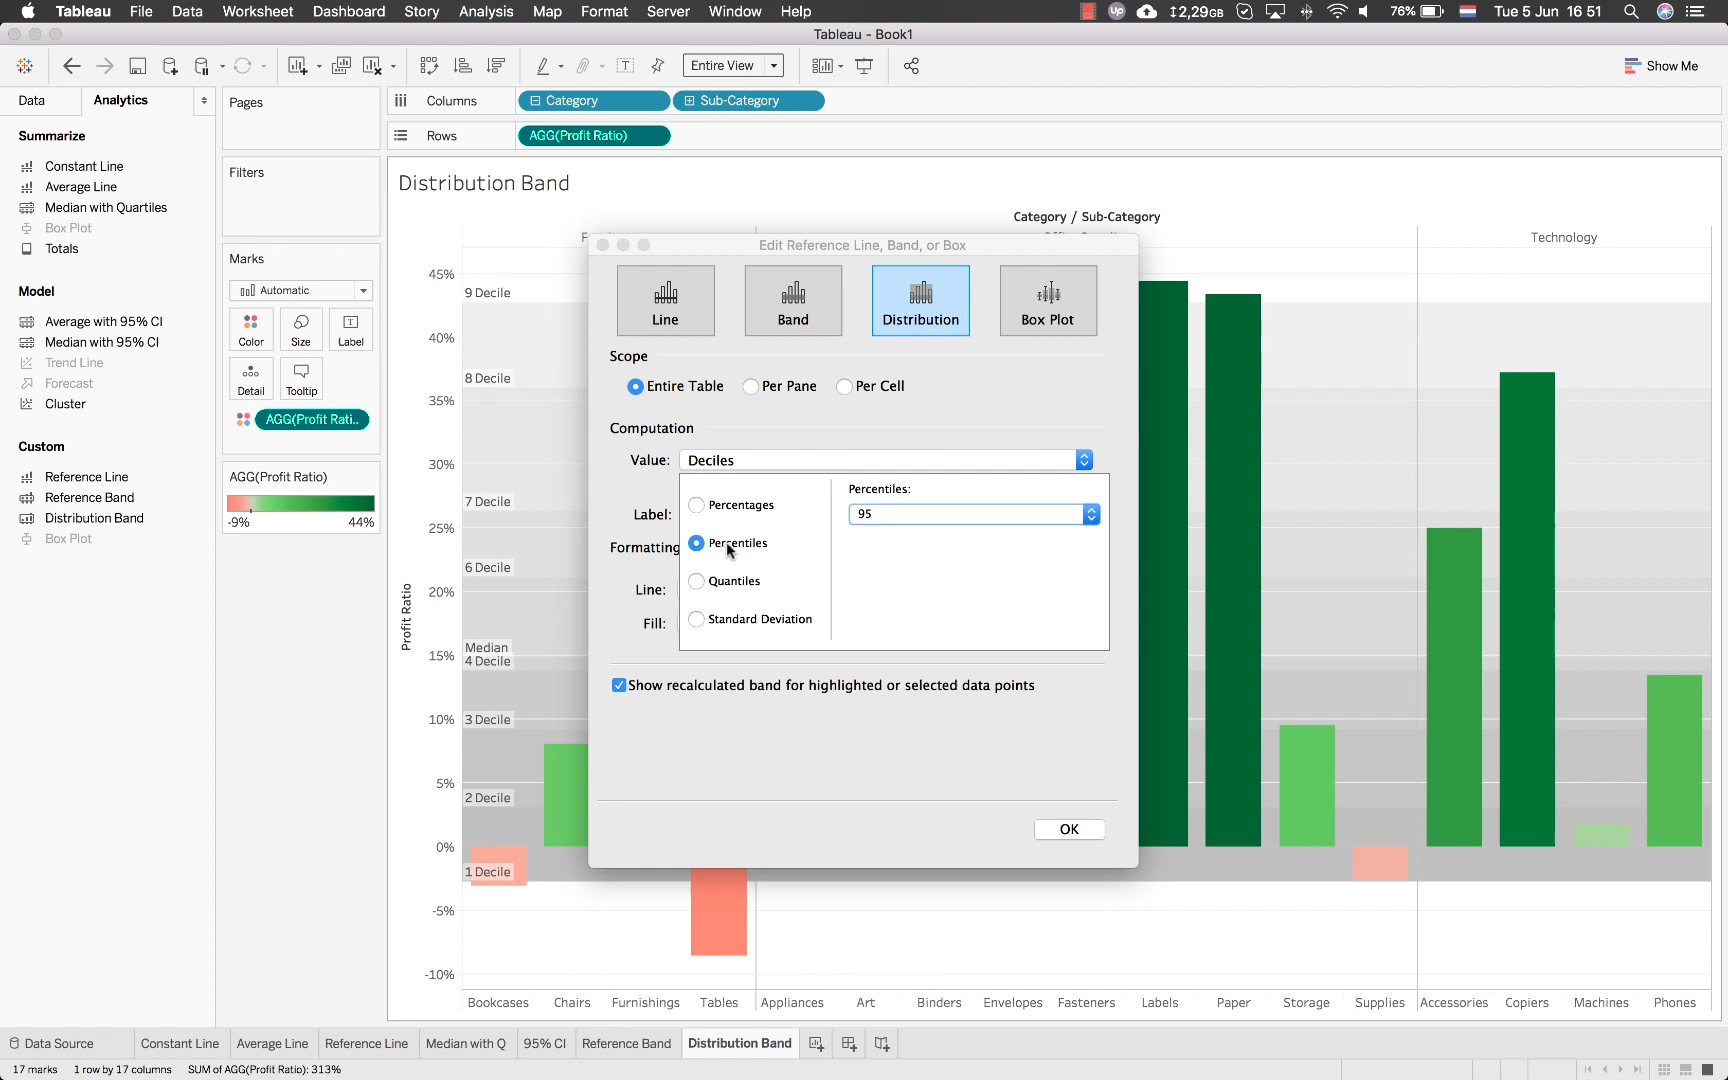 Tableau File Data Worksheet Dashboard Story Analysis Map Format Server Window Help 2,29GB 76% Tue 5 Jun 16 51
Tableau - Book1
Entire View Show Me
Data Analytics Pages Columns Category Sub-Category
Rows AGG(Profit Ratio)
Summarize
Constant Line
Average Line
Median with Quartiles
Box Plot
Totals
Model
Average with 95% CI
Median with 95% CI
Trend Line
Forecast
Cluster
Custom
Reference Line
Reference Band
Distribution Band
Box Plot
Filters
Marks
Automatic
Color Size Label
Detail Tooltip
AGG(Profit Rati..
AGG(Profit Ratio)
-9% 44%
Distribution Band
Category / Sub-Category
Technology
Profit Ratio
45%
40%
35%
30%
25%
20%
15%
10%
5%
0%
-5%
-10%
9 Decile
8 Decile
7 Decile
6 Decile
Median
4 Decile
3 Decile
2 Decile
1 Decile
Edit Reference Line, Band, or Box
Line Band Distribution Box Plot
Scope
Entire Table Per Pane Per Cell
Computation
Value: Deciles
Label:
Percentages
Percentiles
Quantiles
Standard Deviation
Percentiles:
95
Formatting
Line:
Fill:
Show recalculated band for highlighted or selected data points
OK
Bookcases Chairs Furnishings Tables Appliances Art Binders Envelopes Fasteners Labels Paper Storage Supplies Accessories Copiers Machines Phones
Data Source Constant Line Average Line Reference Line Median with Q 95% CI Reference Band Distribution Band
17 marks 1 row by 17 columns SUM of AGG(Profit Ratio): 313%